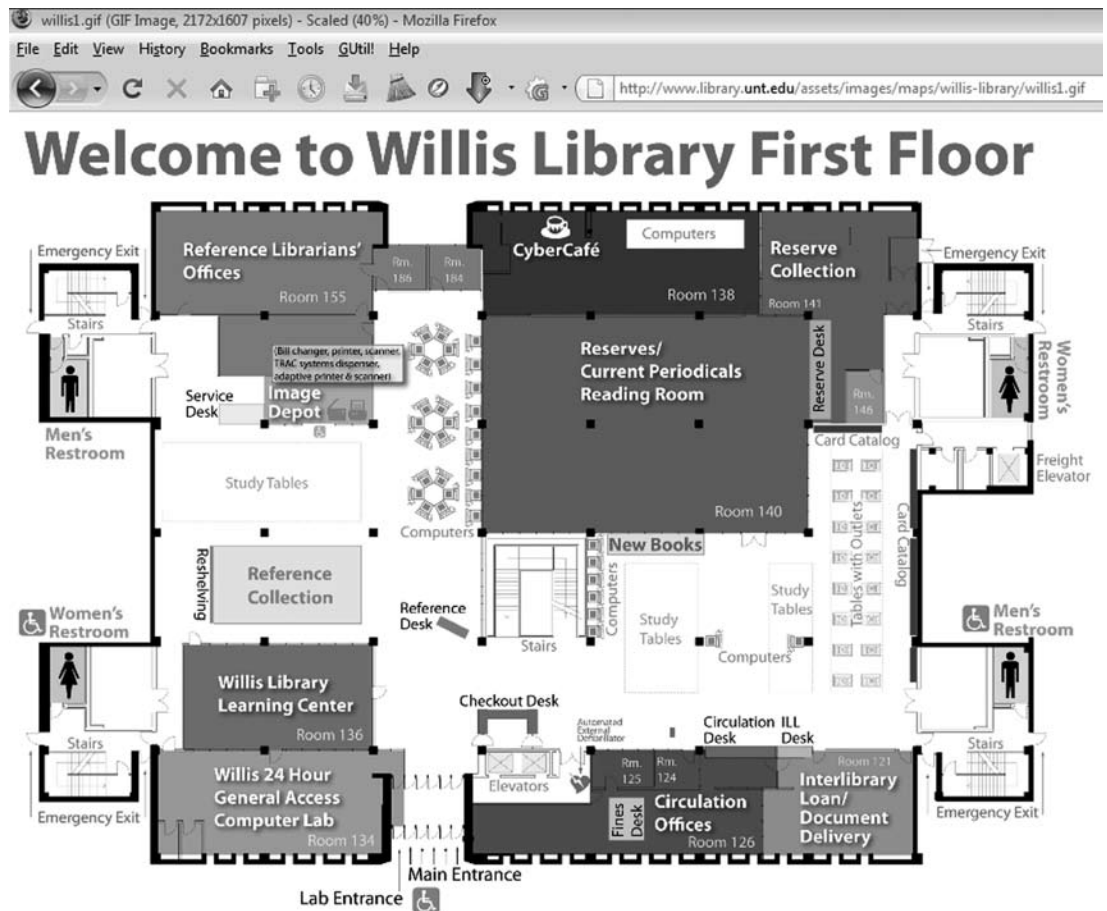 willis1.gif (GIF Image, 2172x1607 pixels) - Scaled (40%) - Mozilla Firefox
File Edit View History Bookmarks Tools GUtil! Help
http://www.library.unt.edu/assets/images/maps/willis-library/willis1.gif
Welcome to Willis Library First Floor
Emergency Exit
Stairs
Men's
Restroom
Reference Librarians'
Offices
Room 155
Rm.
186
Rm.
184
CyberCafé
Computers
Room 138
Reserve
Collection
Room 141
Emergency Exit
Stairs
Women's
Restroom
(Bill changer, printer, scanner,
TRAC systems dispenser,
adaptive printer & scanner)
Image
Depot
Service
Desk
Reserves/
Current Periodicals
Reading Room
Room 140
Reserve Desk
Rm.
146
Card Catalog
Freight
Elevator
Study Tables
Computers
Card Catalog
Tables with Outlets
Reshelving
Reference
Collection
Reference
Desk
Stairs
Computers
New Books
Study
Tables
Study
Tables
Computers
Women's
Restroom
Stairs
Emergency Exit
Men's
Restroom
Stairs
Emergency Exit
Willis Library
Learning Center
Room 136
Checkout Desk
Elevators
Automated
External
Defibrillator
Circulation
Desk
ILL
Desk
Willis 24 Hour
General Access
Computer Lab
Room 134
Rm.
125
Rm.
124
Fines
Desk
Circulation
Offices
Room 126
Room 121
Interlibrary
Loan/
Document
Delivery
Main Entrance
Lab Entrance